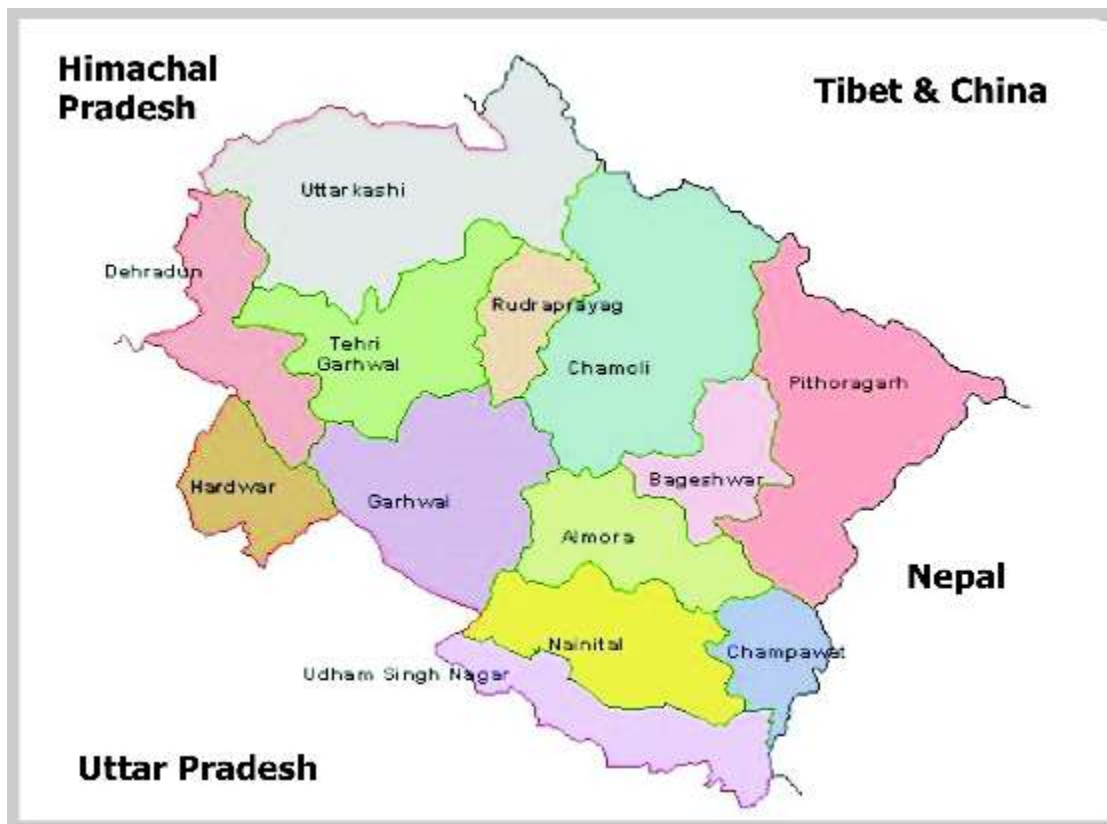 Himachal
Pradesh
Tibet & China
Uttarkashi
Dehradun
Rudraprayag
Tehri
Garhwal
Chamoli
Pithoragarh
Hardwar
Garhwal
Bageshwar
Almora
Nepal
Nainital
Champawat
Udham Singh Nagar
Uttar Pradesh